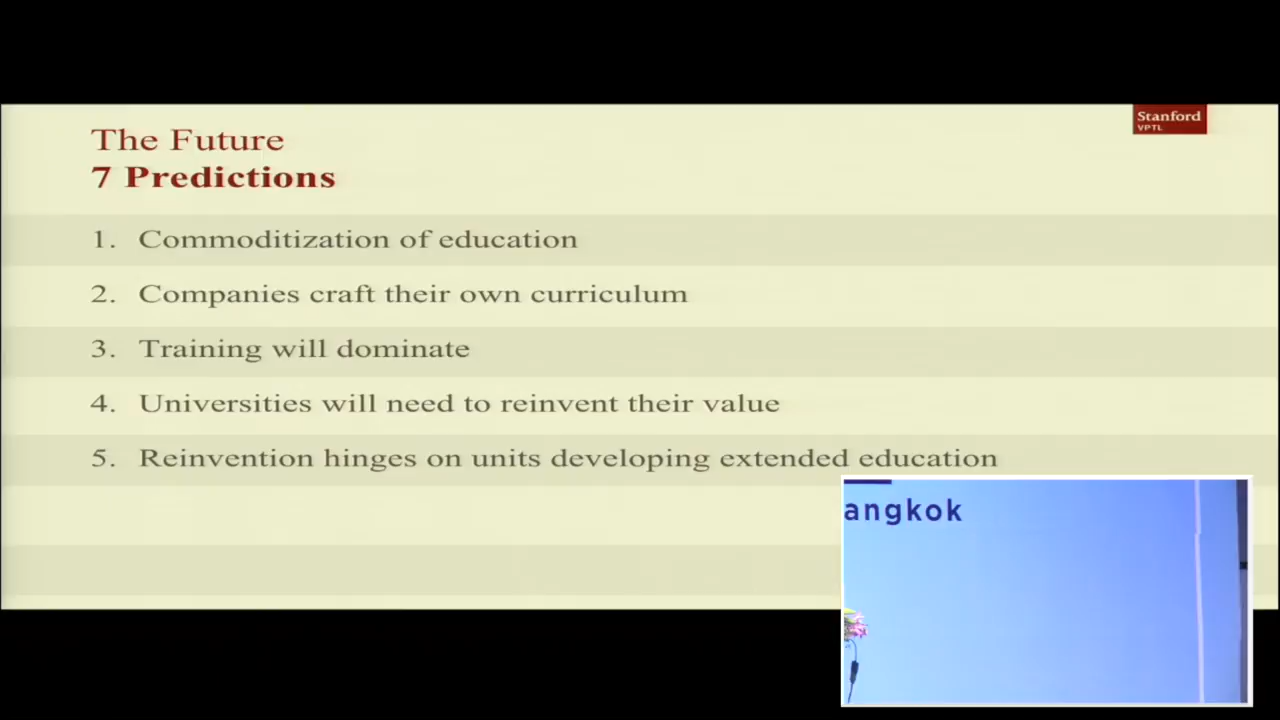 Stanford
VPTL
The Future
7 Predictions
1. Commoditization of education
2. Companies craft their own curriculum
3. Training will dominate
4. Universities will need to reinvent their value
5. Reinvention hinges on units developing extended education
angkok